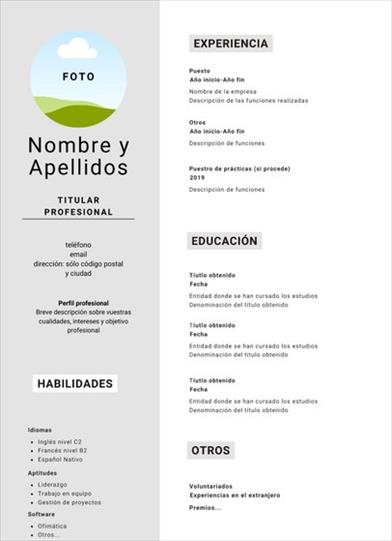 FOTO
Nombre y
Apellidos
TITULAR
PROFESIONAL
teléfono
email
dirección: sólo código postal
y ciudad
Perfil profesional
Breve descripción sobre vuestras
cualidades, intereses y objetivo
profesional
HABILIDADES
Idiomas
• Inglés nivel C2
• Francés nivel B2
• Español Nativo
Aptitudes
• Liderazgo
• Trabajo en equipo
• Gestión de proyectos
Software
• Ofimática
• Otros...
EXPERIENCIA
Puesto
Año inicio-Año fin
Nombre de la empresa
Descripción de las funciones realizadas
Otros
Año inicio-Año fin
Descripción de funciones
Puestro de prácticas (si procede)
2019
Descripción de funciones
EDUCACIÓN
Tíutlo obtenido
Fecha
Entidad donde se han cursado los estudios
Denominación del título obtenido
Tíutlo obtenido
Fecha
Entidad donde se han cursado los estudios
Denominación del título obtenido
Tíutlo obtenido
Fecha
Entidad donde se han cursado los estudios
Denominación del título obtenido
OTROS
Voluntariados
Experiencias en el extranjero
Premios...